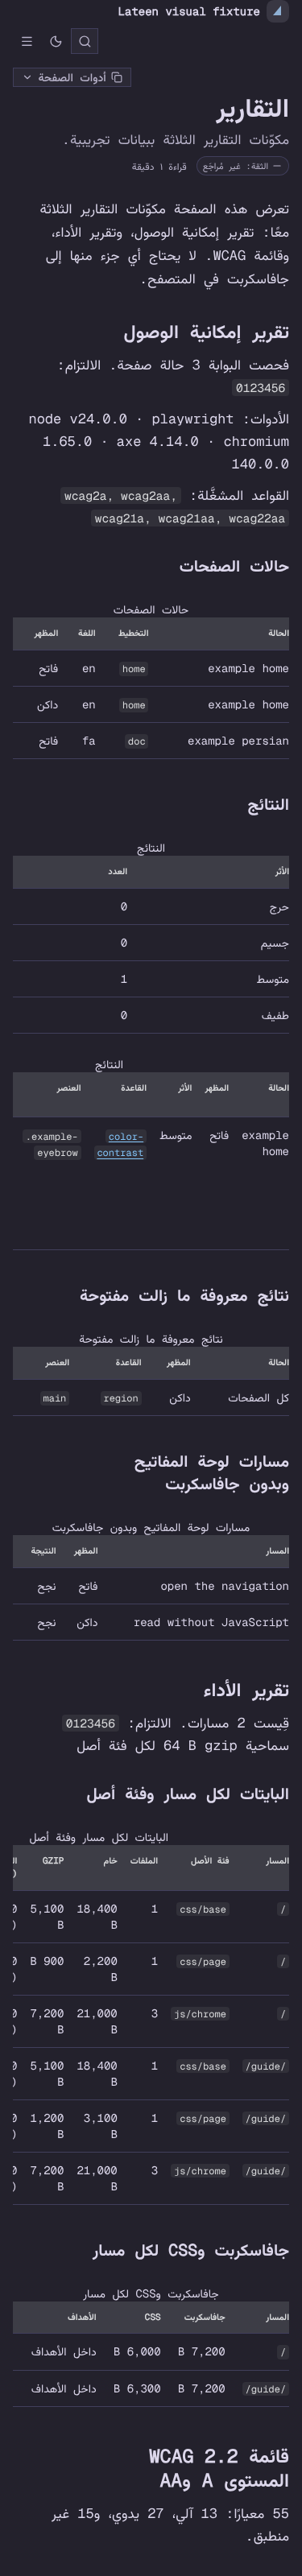 Lateen visual fixture
أدوات الصفحة
التقارير
مكوّنات التقارير الثلاثة ببيانات تجريبية.
— الثقة: غير مُراجَع
قراءة ١ دقيقة
تعرض هذه الصفحة مكوّنات التقارير الثلاثة
معًا: تقرير إمكانية الوصول، وتقرير الأداء،
وقائمة WCAG. لا يحتاج أي جزء منها إلى
جافاسكربت في المتصفح.
تقرير إمكانية الوصول
فحصت البوابة 3 حالة صفحة. الالتزام:
0123456
الأدوات: node v24.0.0 · playwright
1.65.0 · axe 4.14.0 · chromium
140.0.0
القواعد المشغَّلة: wcag2a, wcag2aa,
wcag21a, wcag21aa, wcag22aa
حالات الصفحات
حالات الصفحات
الحالة التخطيط اللغة المظهر
example home home en فاتح
example home home en داكن
example persian doc fa فاتح
النتائج
النتائج
الأثر العدد
حرج 0
جسيم 0
متوسط 1
طفيف 0
النتائج
الحالة المظهر الأثر القاعدة العنصر
example فاتح متوسط color- .example-
home contrast eyebrow
نتائج معروفة ما زالت مفتوحة
نتائج معروفة ما زالت مفتوحة
الحالة المظهر القاعدة العنصر
كل الصفحات داكن region main
مسارات لوحة المفاتيح
وبدون جافاسكربت
مسارات لوحة المفاتيح وبدون جافاسكربت
المسار المظهر النتيجة
open the navigation فاتح نجح
read without JavaScript داكن نجح
تقرير الأداء
قِيست 2 مسارات. الالتزام: 0123456
سماحية 64 B gzip لكل فئة أصل
البايتات لكل مسار وفئة أصل
البايتات لكل مسار وفئة أصل
المسار فئة الأصل الملفات خام GZIP
/ css/base 1 18,400 5,100
B B
/ css/page 1 2,200 900 B
B
/ js/chrome 3 21,000 7,200
B B
/guide/ css/base 1 18,400 5,100
B B
/guide/ css/page 1 3,100 1,200
B B
/guide/ js/chrome 3 21,000 7,200
B B
جافاسكربت وCSS لكل مسار
جافاسكربت وCSS لكل مسار
المسار جافاسكربت CSS الأهداف
/ 7,200 B 6,000 B داخل الأهداف
/guide/ 7,200 B 6,300 B داخل الأهداف
قائمة WCAG 2.2
المستوى A وAA
55 معيارًا: 13 آلي، 27 يدوي، و15 غير
منطبق.